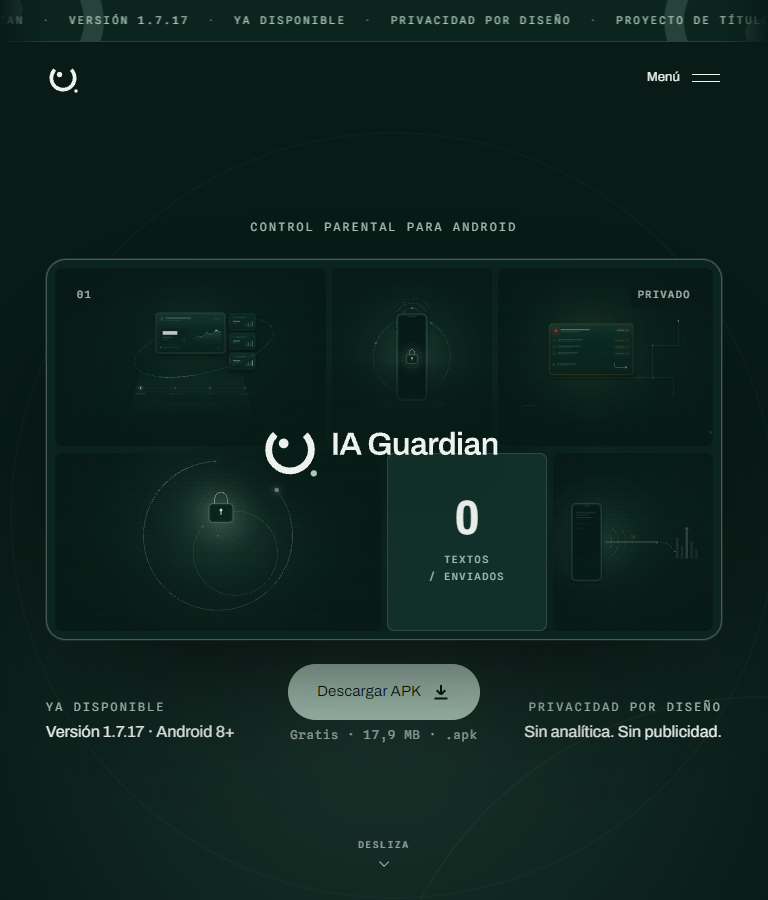 VERSIÓN 1.7.17 · YA DISPONIBLE · PRIVACIDAD POR DISEÑO · PROYECTO DE TÍTUL
Menú
CONTROL PARENTAL PARA ANDROID
01
PRIVADO
IA Guardian
0
TEXTOS
/ ENVIADOS
Descargar APK
YA DISPONIBLE
Versión 1.7.17 · Android 8+
Gratis · 17,9 MB · .apk
PRIVACIDAD POR DISEÑO
Sin analítica. Sin publicidad.
DESLIZA